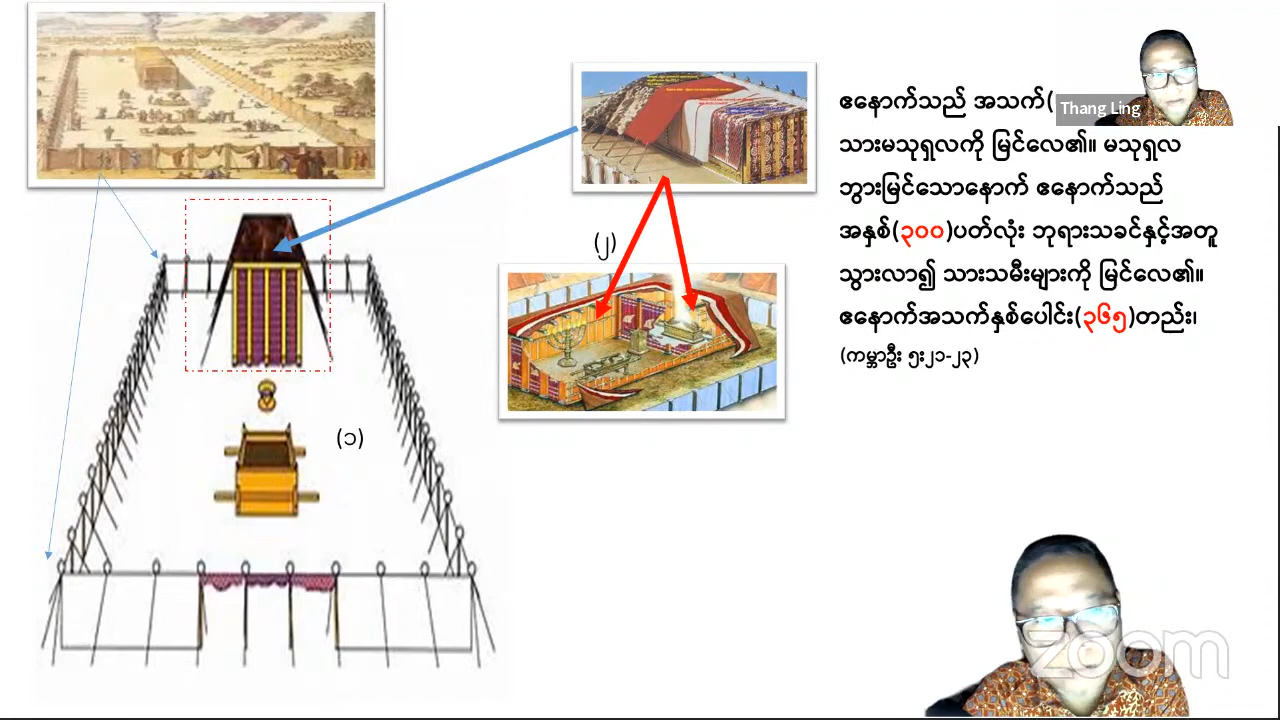 ဧနောက်သည် အသက်(
Thang Ling
သားမသုရှလကို မြင်လေ၏။ မသုရှလ
ဘွားမြင်သောနောက် ဧနောက်သည်
အနှစ်(၃၀၀)ပတ်လုံး ဘုရားသခင်နှင့်အတူ
သွားလာ၍ သားသမီးများကို မြင်လေ၏။
ဧနောက်အသက်နှစ်ပေါင်း(၃၆၅)တည်း၊
(ကမ္ဘာဦး ၅း၂၁-၂၃)
(၂)
(၁)
zoom